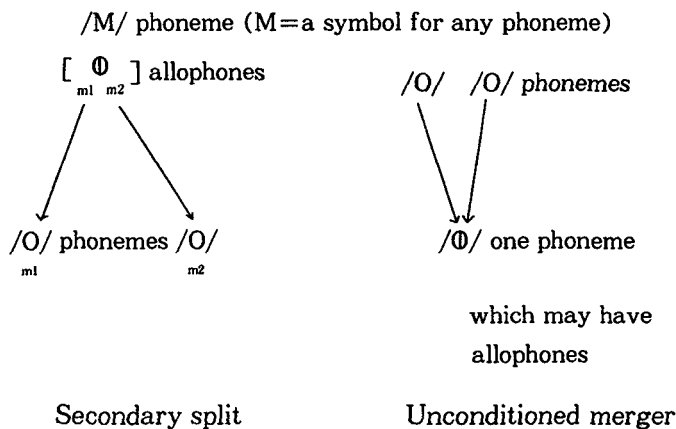 /M/ phoneme (M=a symbol for any phoneme)
[ Φ ] allophones
m1 m2
/O/ /O/ phonemes
/O/ phonemes /O/
m1 m2
/Φ/ one phoneme
which may have
allophones
Secondary split
Unconditioned merger